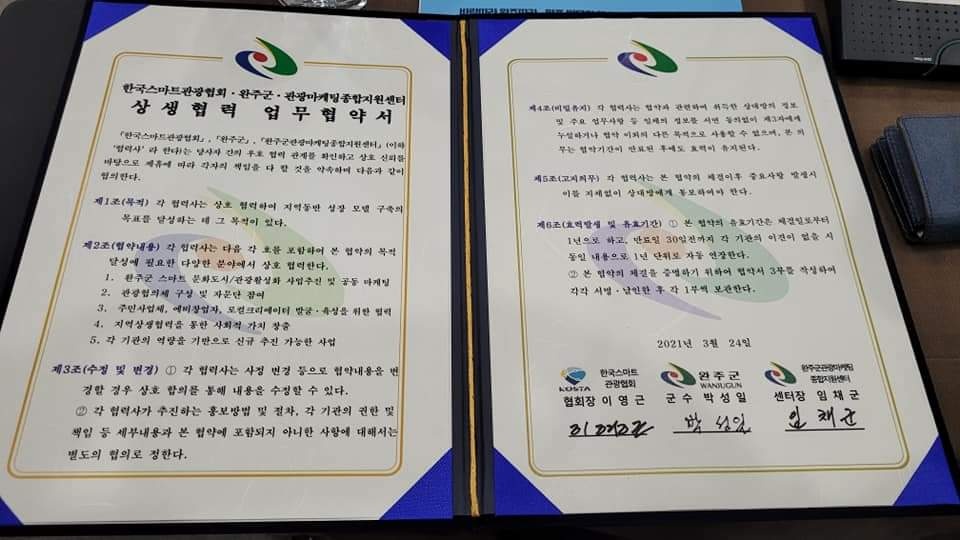 한국스마트관광협회 · 완주군 · 관광마케팅종합지원센터
상생협력 업무협약서
「한국스마트관광협회」, 「완주군」, 「완주군관광마케팅종합지원센터」(이하
'협력사' 라 한다)는 당사자 간의 우호 협력 관계를 확인하고 상호 신뢰를
바탕으로 제휴에 따라 각자의 책임을 다 할 것을 약속하며 다음과 같이
협의한다.
제1조(목적) 각 협력사는 상호 협력하여 지역동반 성장 모델 구축의
목표를 달성하는 데 그 목적이 있다.
제2조(협약내용) 각 협력사는 다음 각 호를 포함하여 본 협약의 목적
달성에 필요한 다양한 분야에서 상호 협력한다.
1. 완주군 스마트 문화도시/관광활성화 사업추진 및 공동 마케팅
2. 관광협의체 구성 및 자문단 참여
3. 주민사업체, 예비창업자, 로컬크리에이터 발굴·육성을 위한 협력
4. 지역상생협력을 통한 사회적 가치 창출
5. 각 기관의 역량을 기반으로 신규 추진 가능한 사업
제3조(수정 및 변경) ① 각 협력사는 사정 변경 등으로 협약내용을 변
경할 경우 상호 합의를 통해 내용을 수정할 수 있다.
② 각 협력사가 추진하는 홍보방법 및 절차, 각 기관의 권한 및
책임 등 세부내용과 본 협약에 포함되지 아니한 사항에 대해서는
별도의 협의로 정한다.
제4조(비밀유지) 각 협력사는 협약과 관련하여 취득한 상대방의 정보
및 주요 업무사항 등 일체의 정보를 서면 동의없이 제3자에게
누설하거나 협약 이외의 다른 목적으로 사용할 수 없으며, 본 의
무는 협약기간이 만료된 후에도 효력이 유지된다.
제5조(고지의무) 각 협력사는 본 협약의 체결이후 중요사항 발생시
이를 지체없이 상대방에게 통보하여야 한다.
제6조(효력발생 및 유효기간) ① 본 협약의 유효기간은 체결일로부터
1년으로 하고, 만료일 30일전까지 각 기관의 이견이 없을 시
동일 내용으로 1년 단위로 자동 연장한다.
② 본 협약의 체결을 증명하기 위하여 협약서 3부를 작성하여
각각 서명·날인한 후 각 1부씩 보관한다.
2021년 3월 24일
KOSTA 한국스마트
관광협회
협회장 이영근
완주군
WANJUGUN
군수 박성일
완주군관광마케팅
종합지원센터
센터장 임채군
박성일
임채군